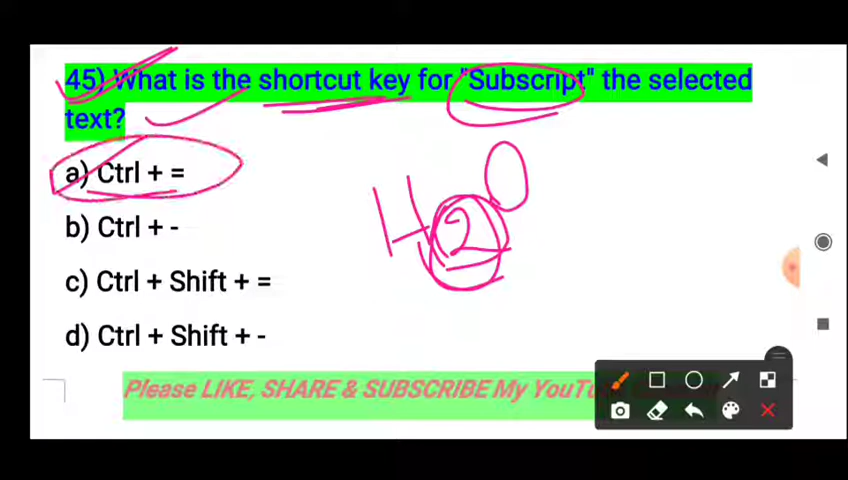 45) What is the shortcut key for "Subscript" the selected
text?
a) Ctrl + =
b) Ctrl + -
c) Ctrl + Shift + =
d) Ctrl + Shift + -
H2O
Please LIKE, SHARE & SUBSCRIBE My YouTu